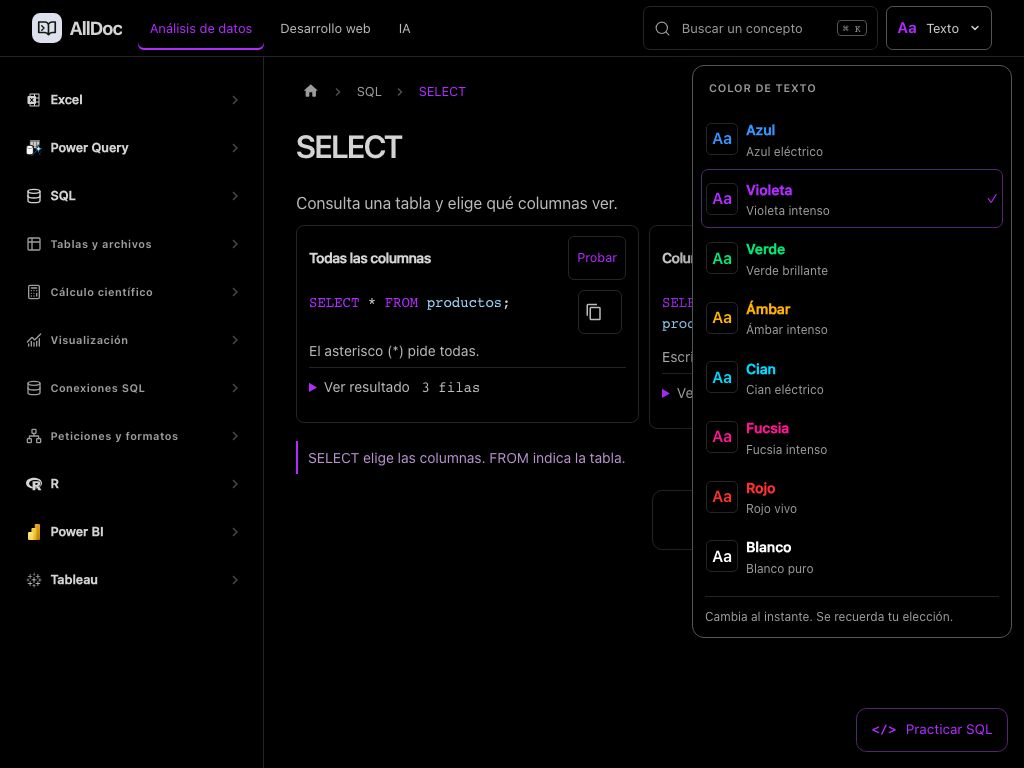 AllDoc
Análisis de datos
Desarrollo web
IA
Buscar un concepto
⌘ K
Aa Texto
Excel
Power Query
SQL
Tablas y archivos
Cálculo científico
Visualización
Conexiones SQL
Peticiones y formatos
R
Power BI
Tableau
SQL
SELECT
SELECT
Consulta una tabla y elige qué columnas ver.
Todas las columnas
Probar
SELECT * FROM productos;
El asterisco (*) pide todas.
Ver resultado 3 filas
SELECT elige las columnas. FROM indica la tabla.
COLOR DE TEXTO
Aa Azul
Azul eléctrico
Aa Violeta
Violeta intenso
Aa Verde
Verde brillante
Aa Ámbar
Ámbar intenso
Aa Cian
Cian eléctrico
Aa Fucsia
Fucsia intenso
Aa Rojo
Rojo vivo
Aa Blanco
Blanco puro
Cambia al instante. Se recuerda tu elección.
</> Practicar SQL